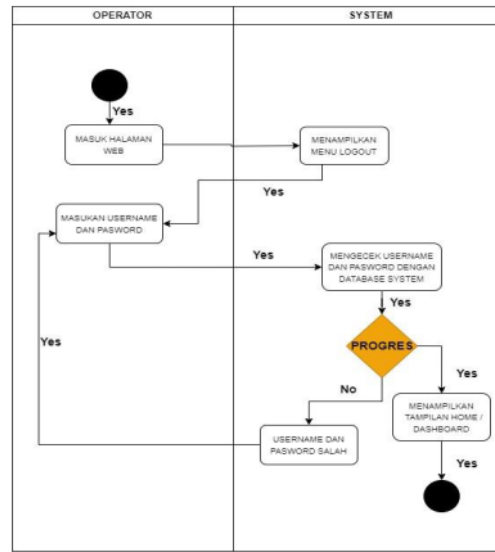 OPERATOR
SYSTEM
Yes
MASUK HALAMAN
WEB
MENAMPILKAN
MENU LOGOUT
Yes
MASUKAN USERNAME
DAN PASWORD
Yes
MENGECEK USERNAME
DAN PASWORD DENGAN
DATABASE SYSTEM
Yes
Yes
PROGRES
No
Yes
MENAMPILKAN
TAMPILAN HOME /
DASHBOARD
USERNAME DAN
PASWORD SALAH
Yes